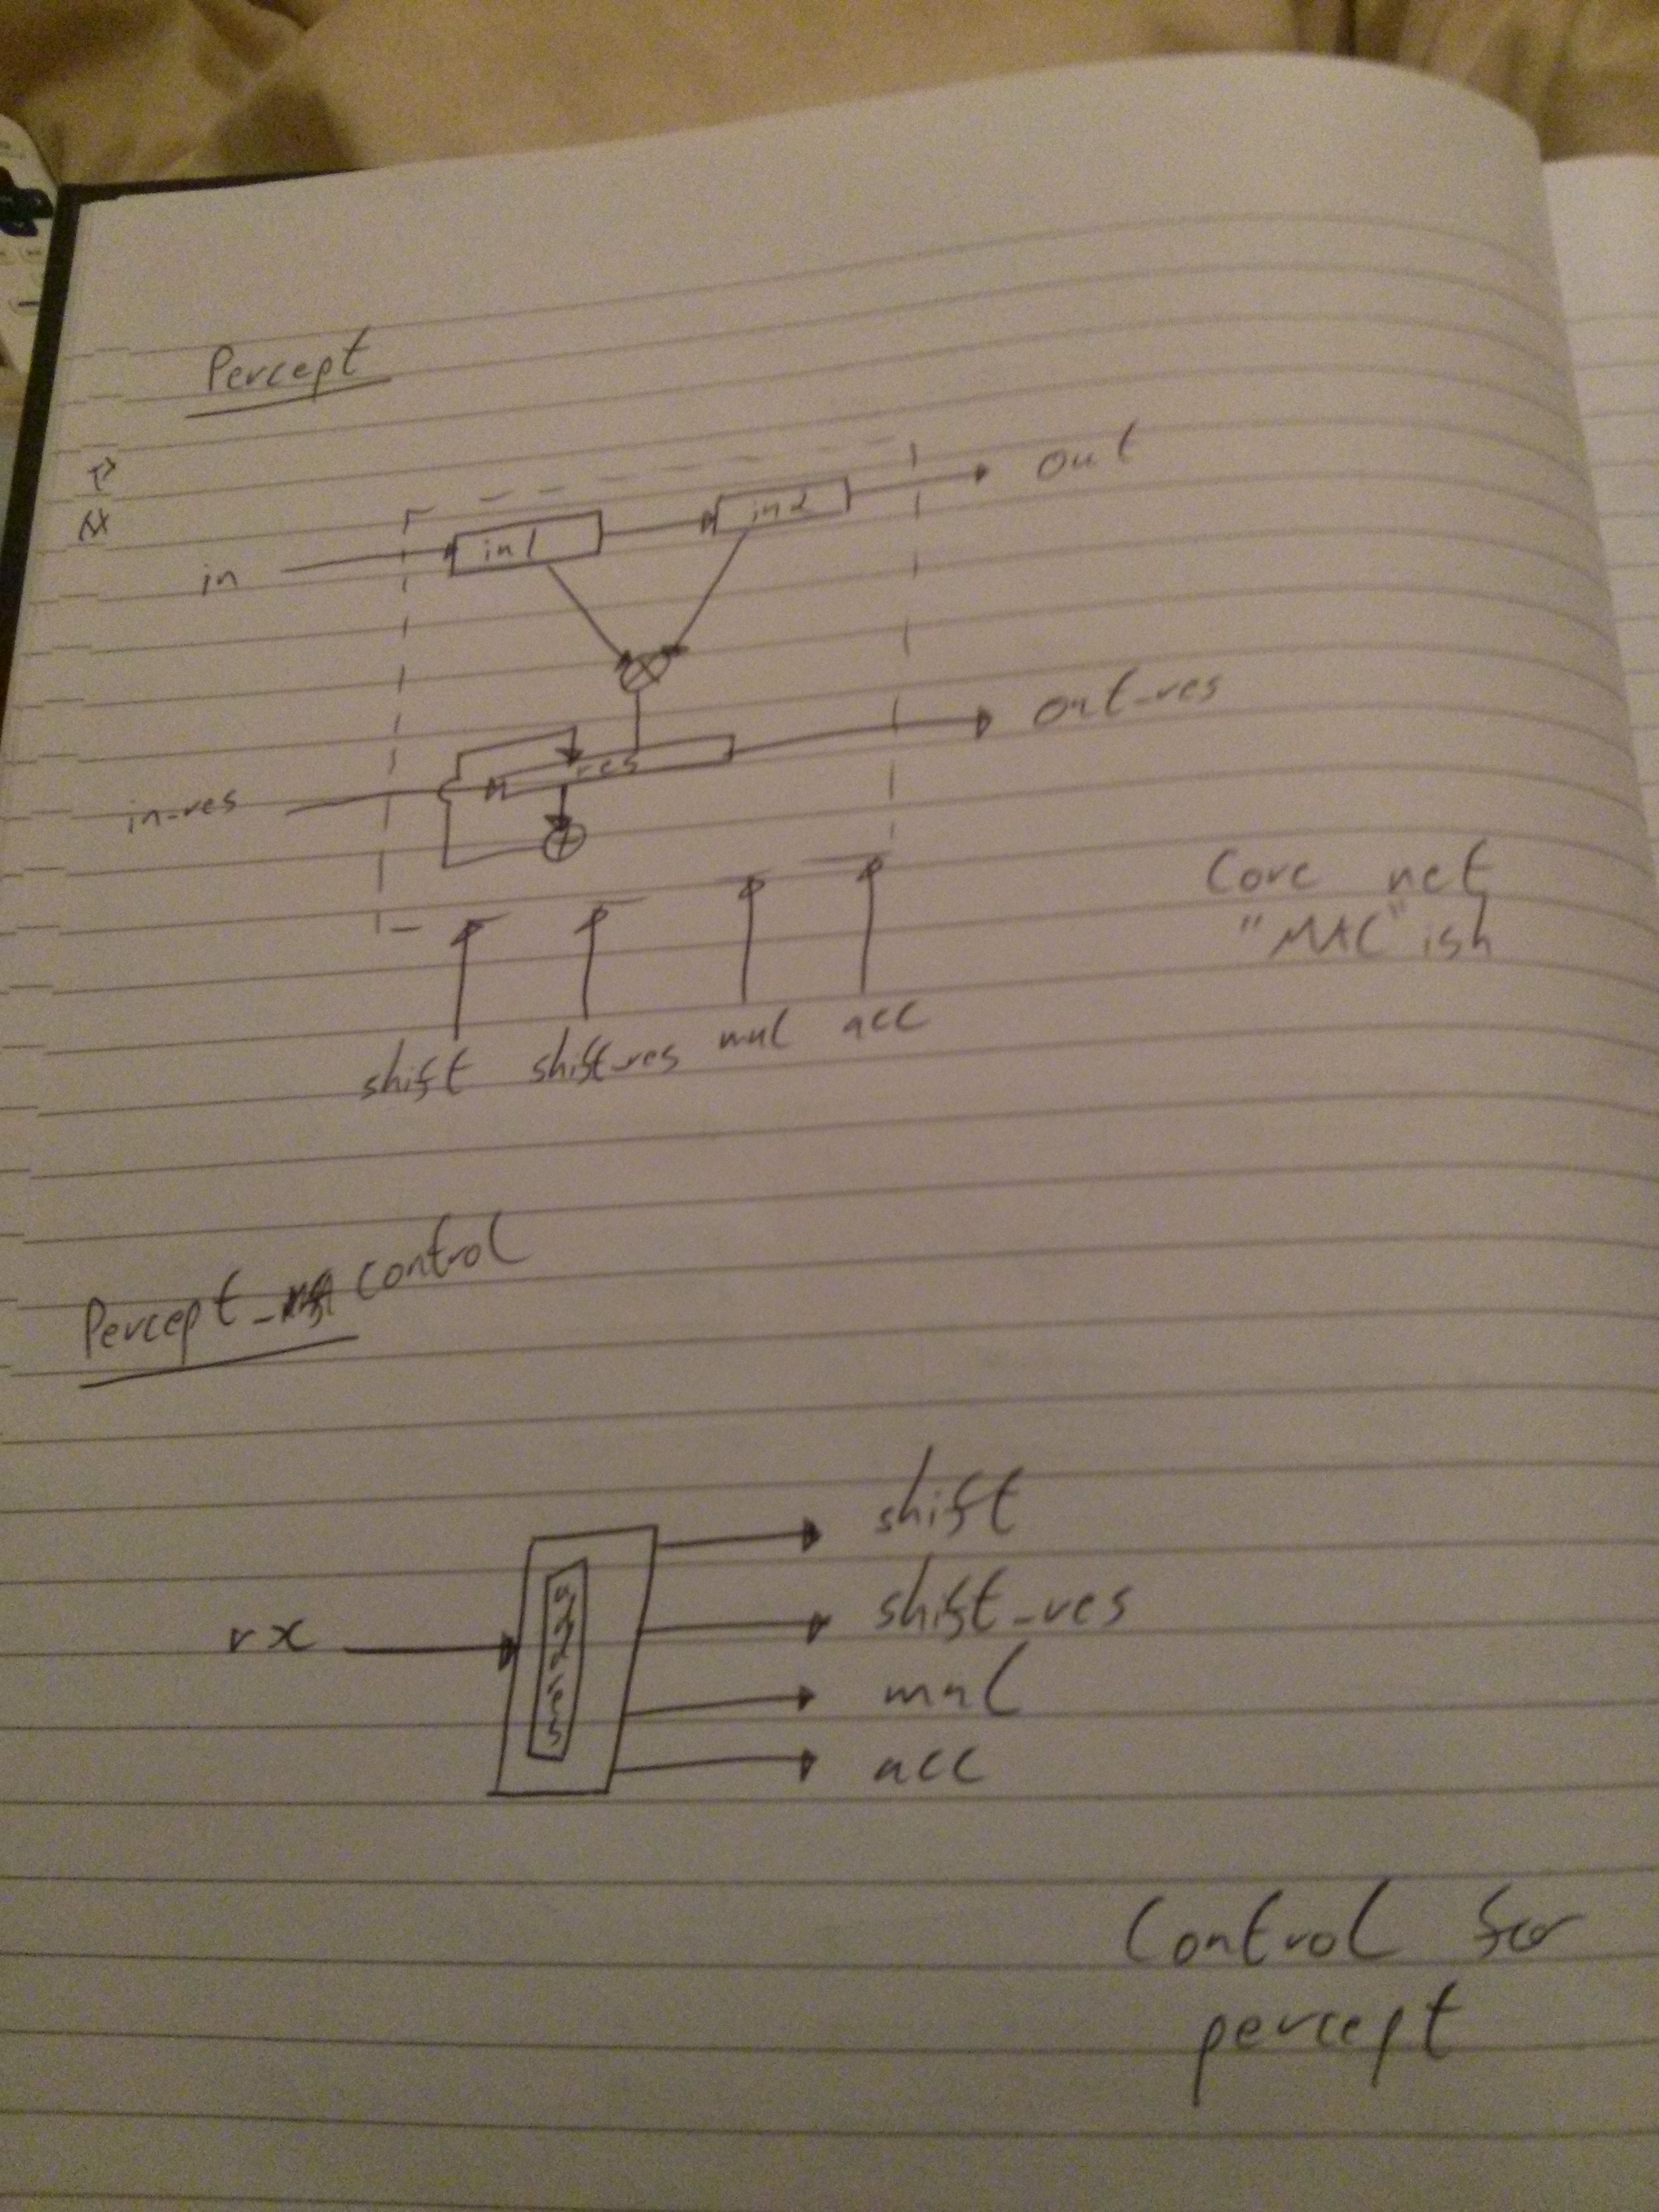 Percept
in
in1
in2
out
in_res
res
out_res
shift
shift_res
mul
acc
Core net
"MAC" ish
Percept_control
rx
address
shift
shift_res
mul
acc
Control for
percept